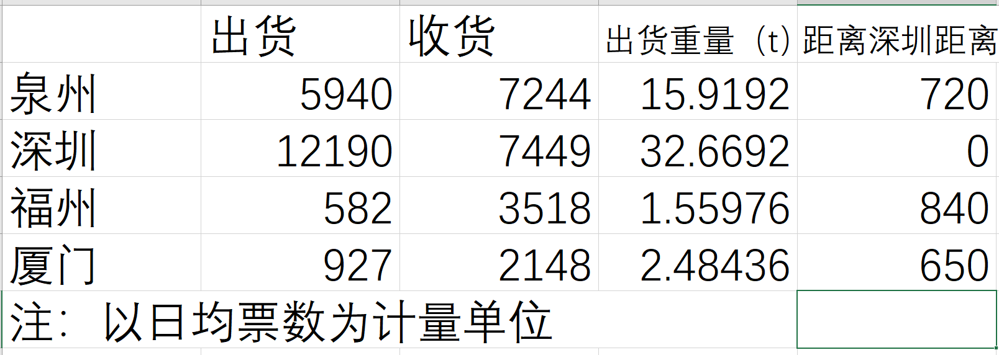 出货 收货 出货重量（t） 距离深圳距离
泉州 5940 7244 15.9192 720
深圳 12190 7449 32.6692 0
福州 582 3518 1.55976 840
厦门 927 2148 2.48436 650
注： 以日均票数为计量单位